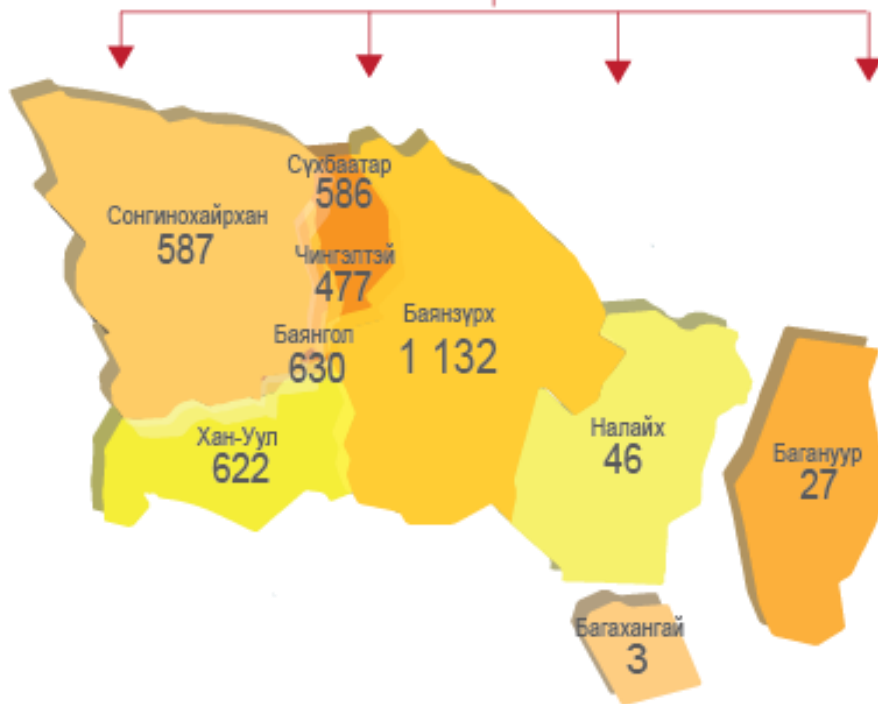 Сүхбаатар
586
Сонгинохайрхан
587
Чингэлтэй
477
Баянгол
630
Баянзүрх
1 132
Хан-Уул
622
Налайх
46
Багануур
27
Багахангай
3